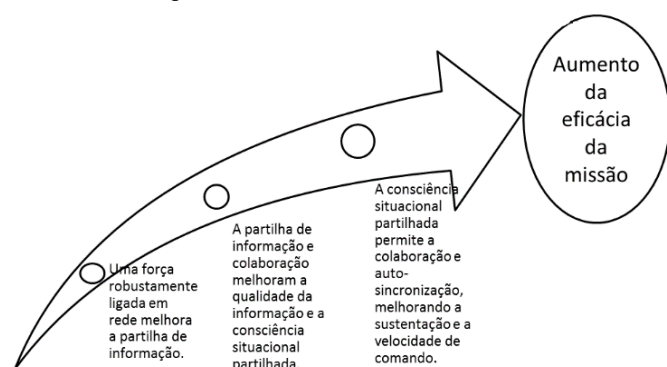 Uma força
robustamente
ligada em
rede melhora
a partilha de
informação.
A partilha de
informação e
colaboração
melhoram a
qualidade da
informação e a
consciência
situacional
partilhada.
A consciência
situacional
partilhada
permite a
colaboração e
auto-
sincronização,
melhorando a
sustentação e a
velocidade de
comando.
Aumento
da
eficácia
da
missão